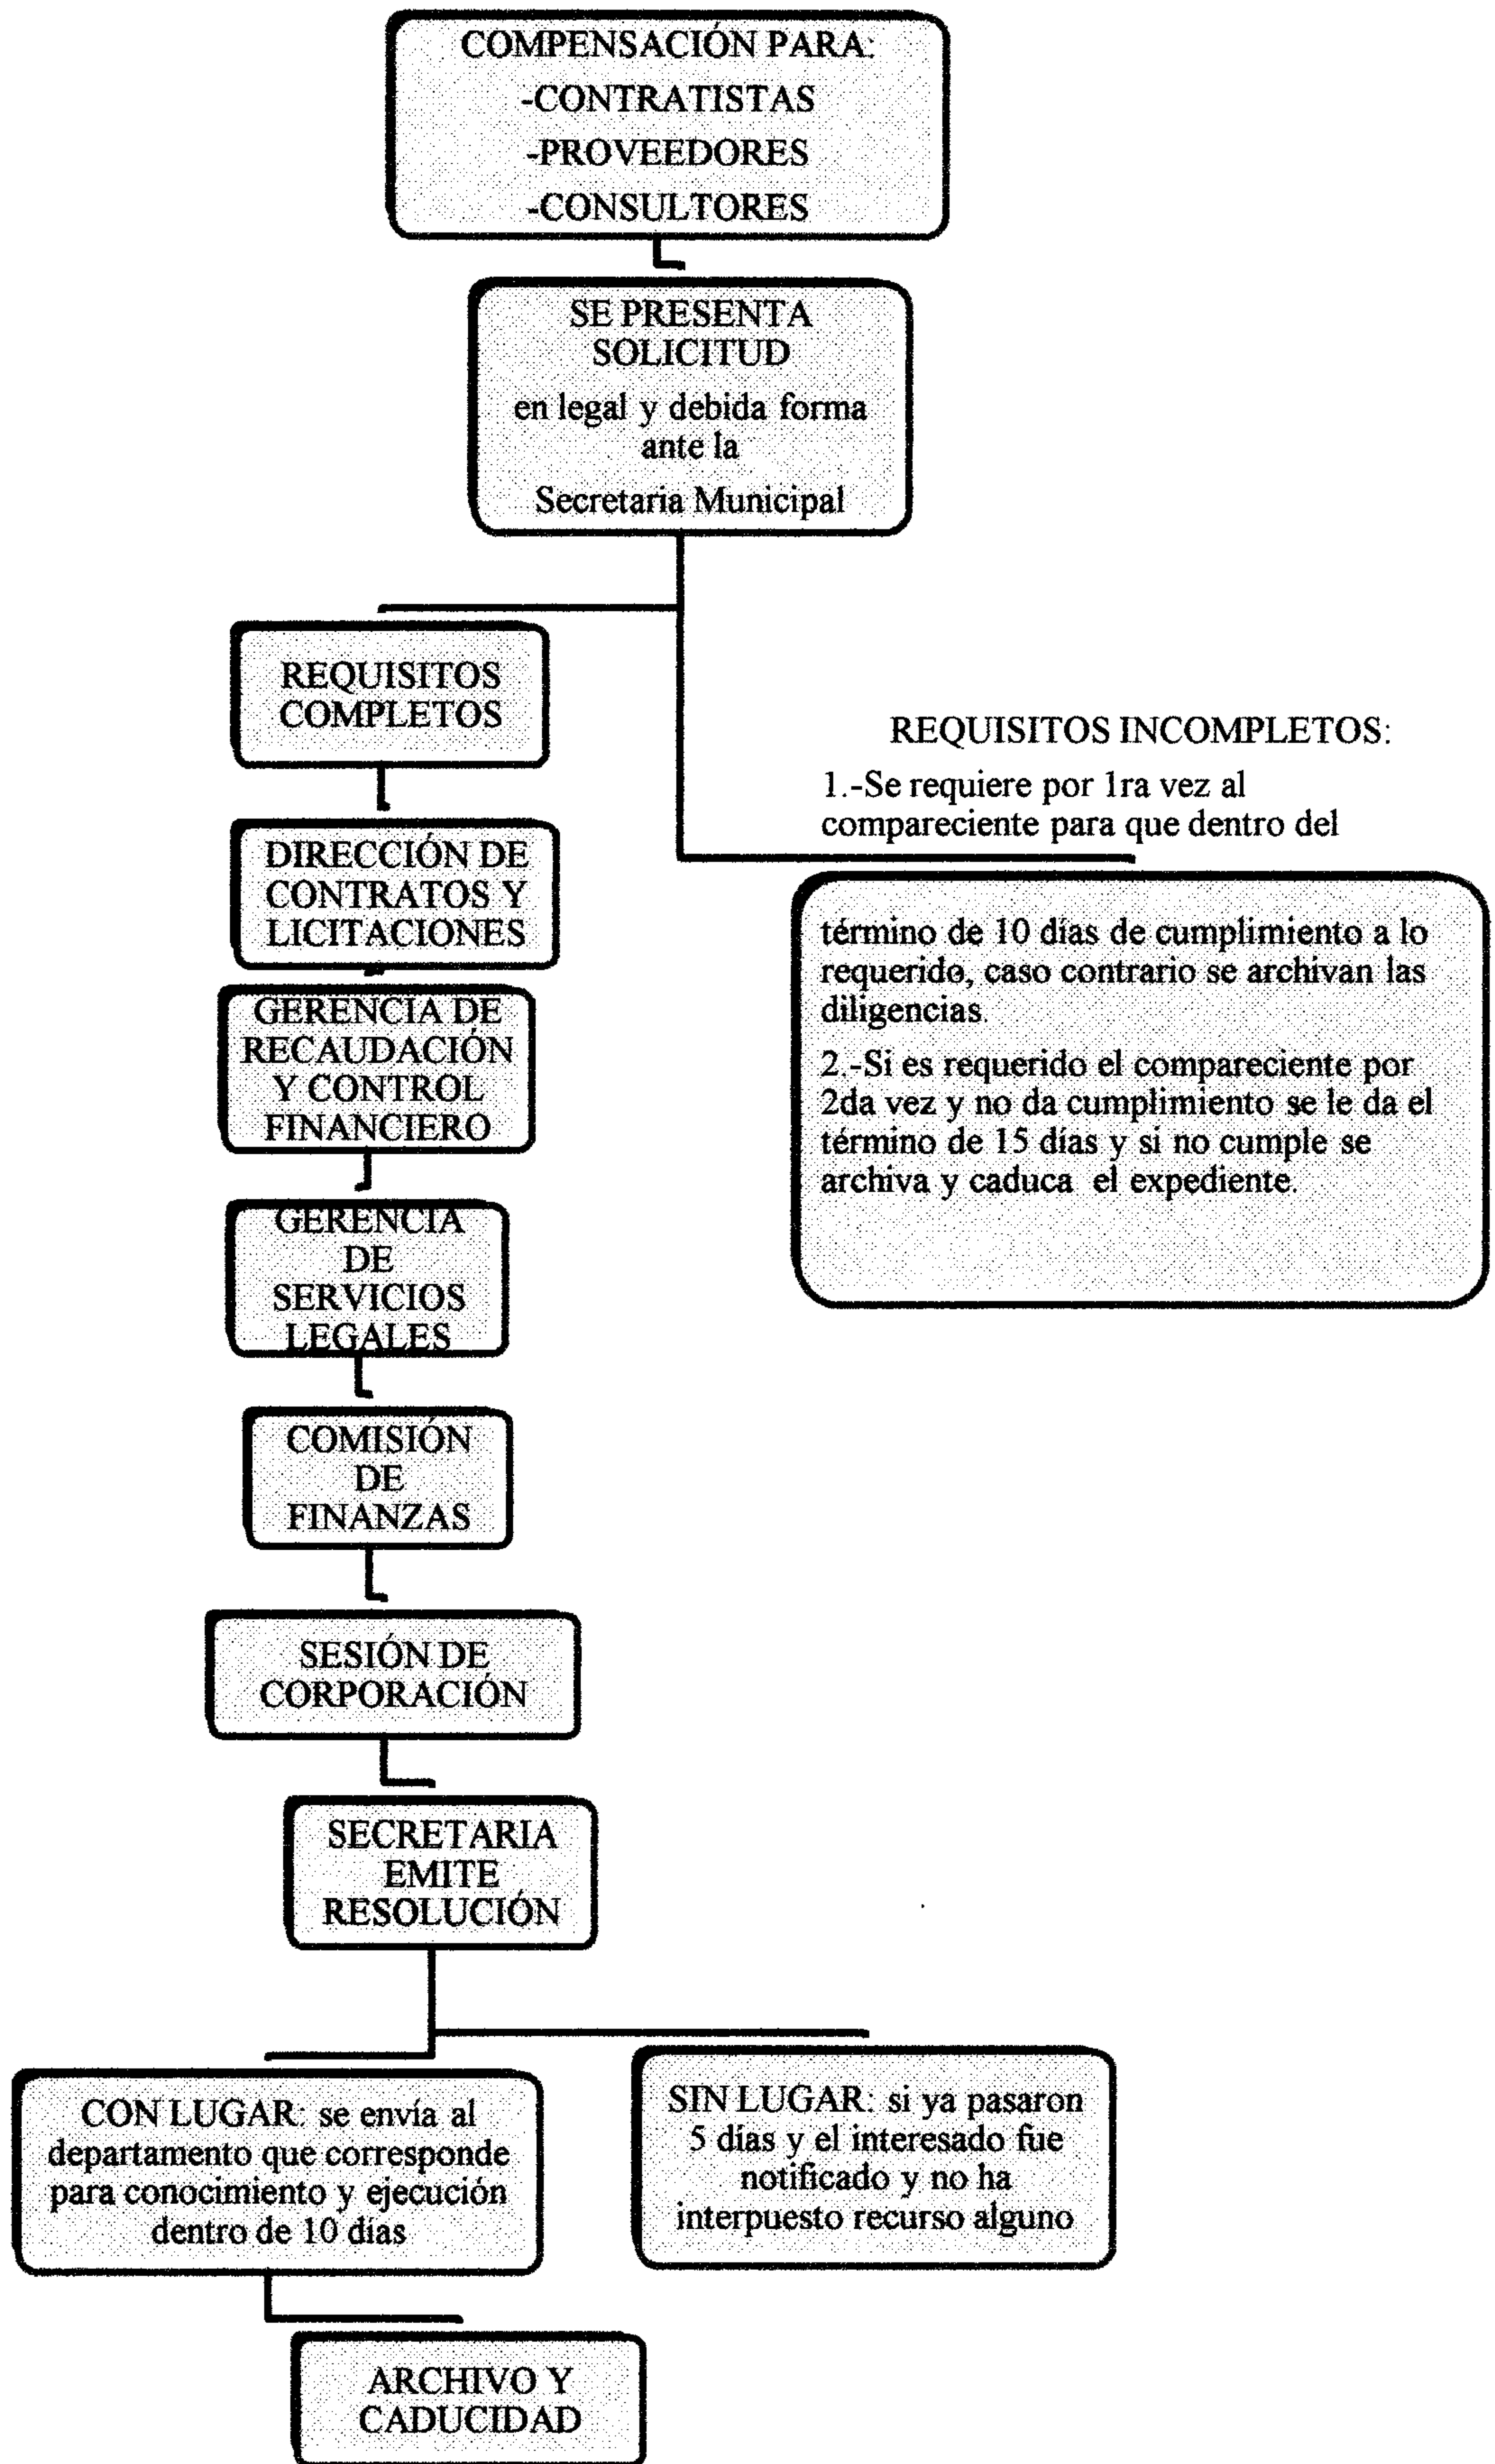 COMPENSACIÓN PARA:
-CONTRATISTAS
-PROVEEDORES
-CONSULTORES
SE PRESENTA
SOLICITUD
en legal y debida forma
ante la
Secretaria Municipal
REQUISITOS
COMPLETOS
DIRECCIÓN DE
CONTRATOS Y
LICITACIONES
GERENCIA DE
RECAUDACIÓN
Y CONTROL
FINANCIERO
GERENCIA
DE
SERVICIOS
LEGALES
COMISIÓN
DE
FINANZAS
SESIÓN DE
CORPORACIÓN
SECRETARIA
EMITE
RESOLUCIÓN
CON LUGAR: se envía al
departamento que corresponde
para conocimiento y ejecución
dentro de 10 días
ARCHIVO Y
CADUCIDAD
SIN LUGAR: si ya pasaron
5 días y el interesado fue
notificado y no ha
interpuesto recurso alguno
REQUISITOS INCOMPLETOS:
1.-Se requiere por 1ra vez al
compareciente para que dentro del
término de 10 días de cumplimiento a lo
requerido, caso contrario se archivan las
diligencias.
2.-Si es requerido el compareciente por
2da vez y no da cumplimiento se le da el
término de 15 días y si no cumple se
archiva y caduca el expediente.